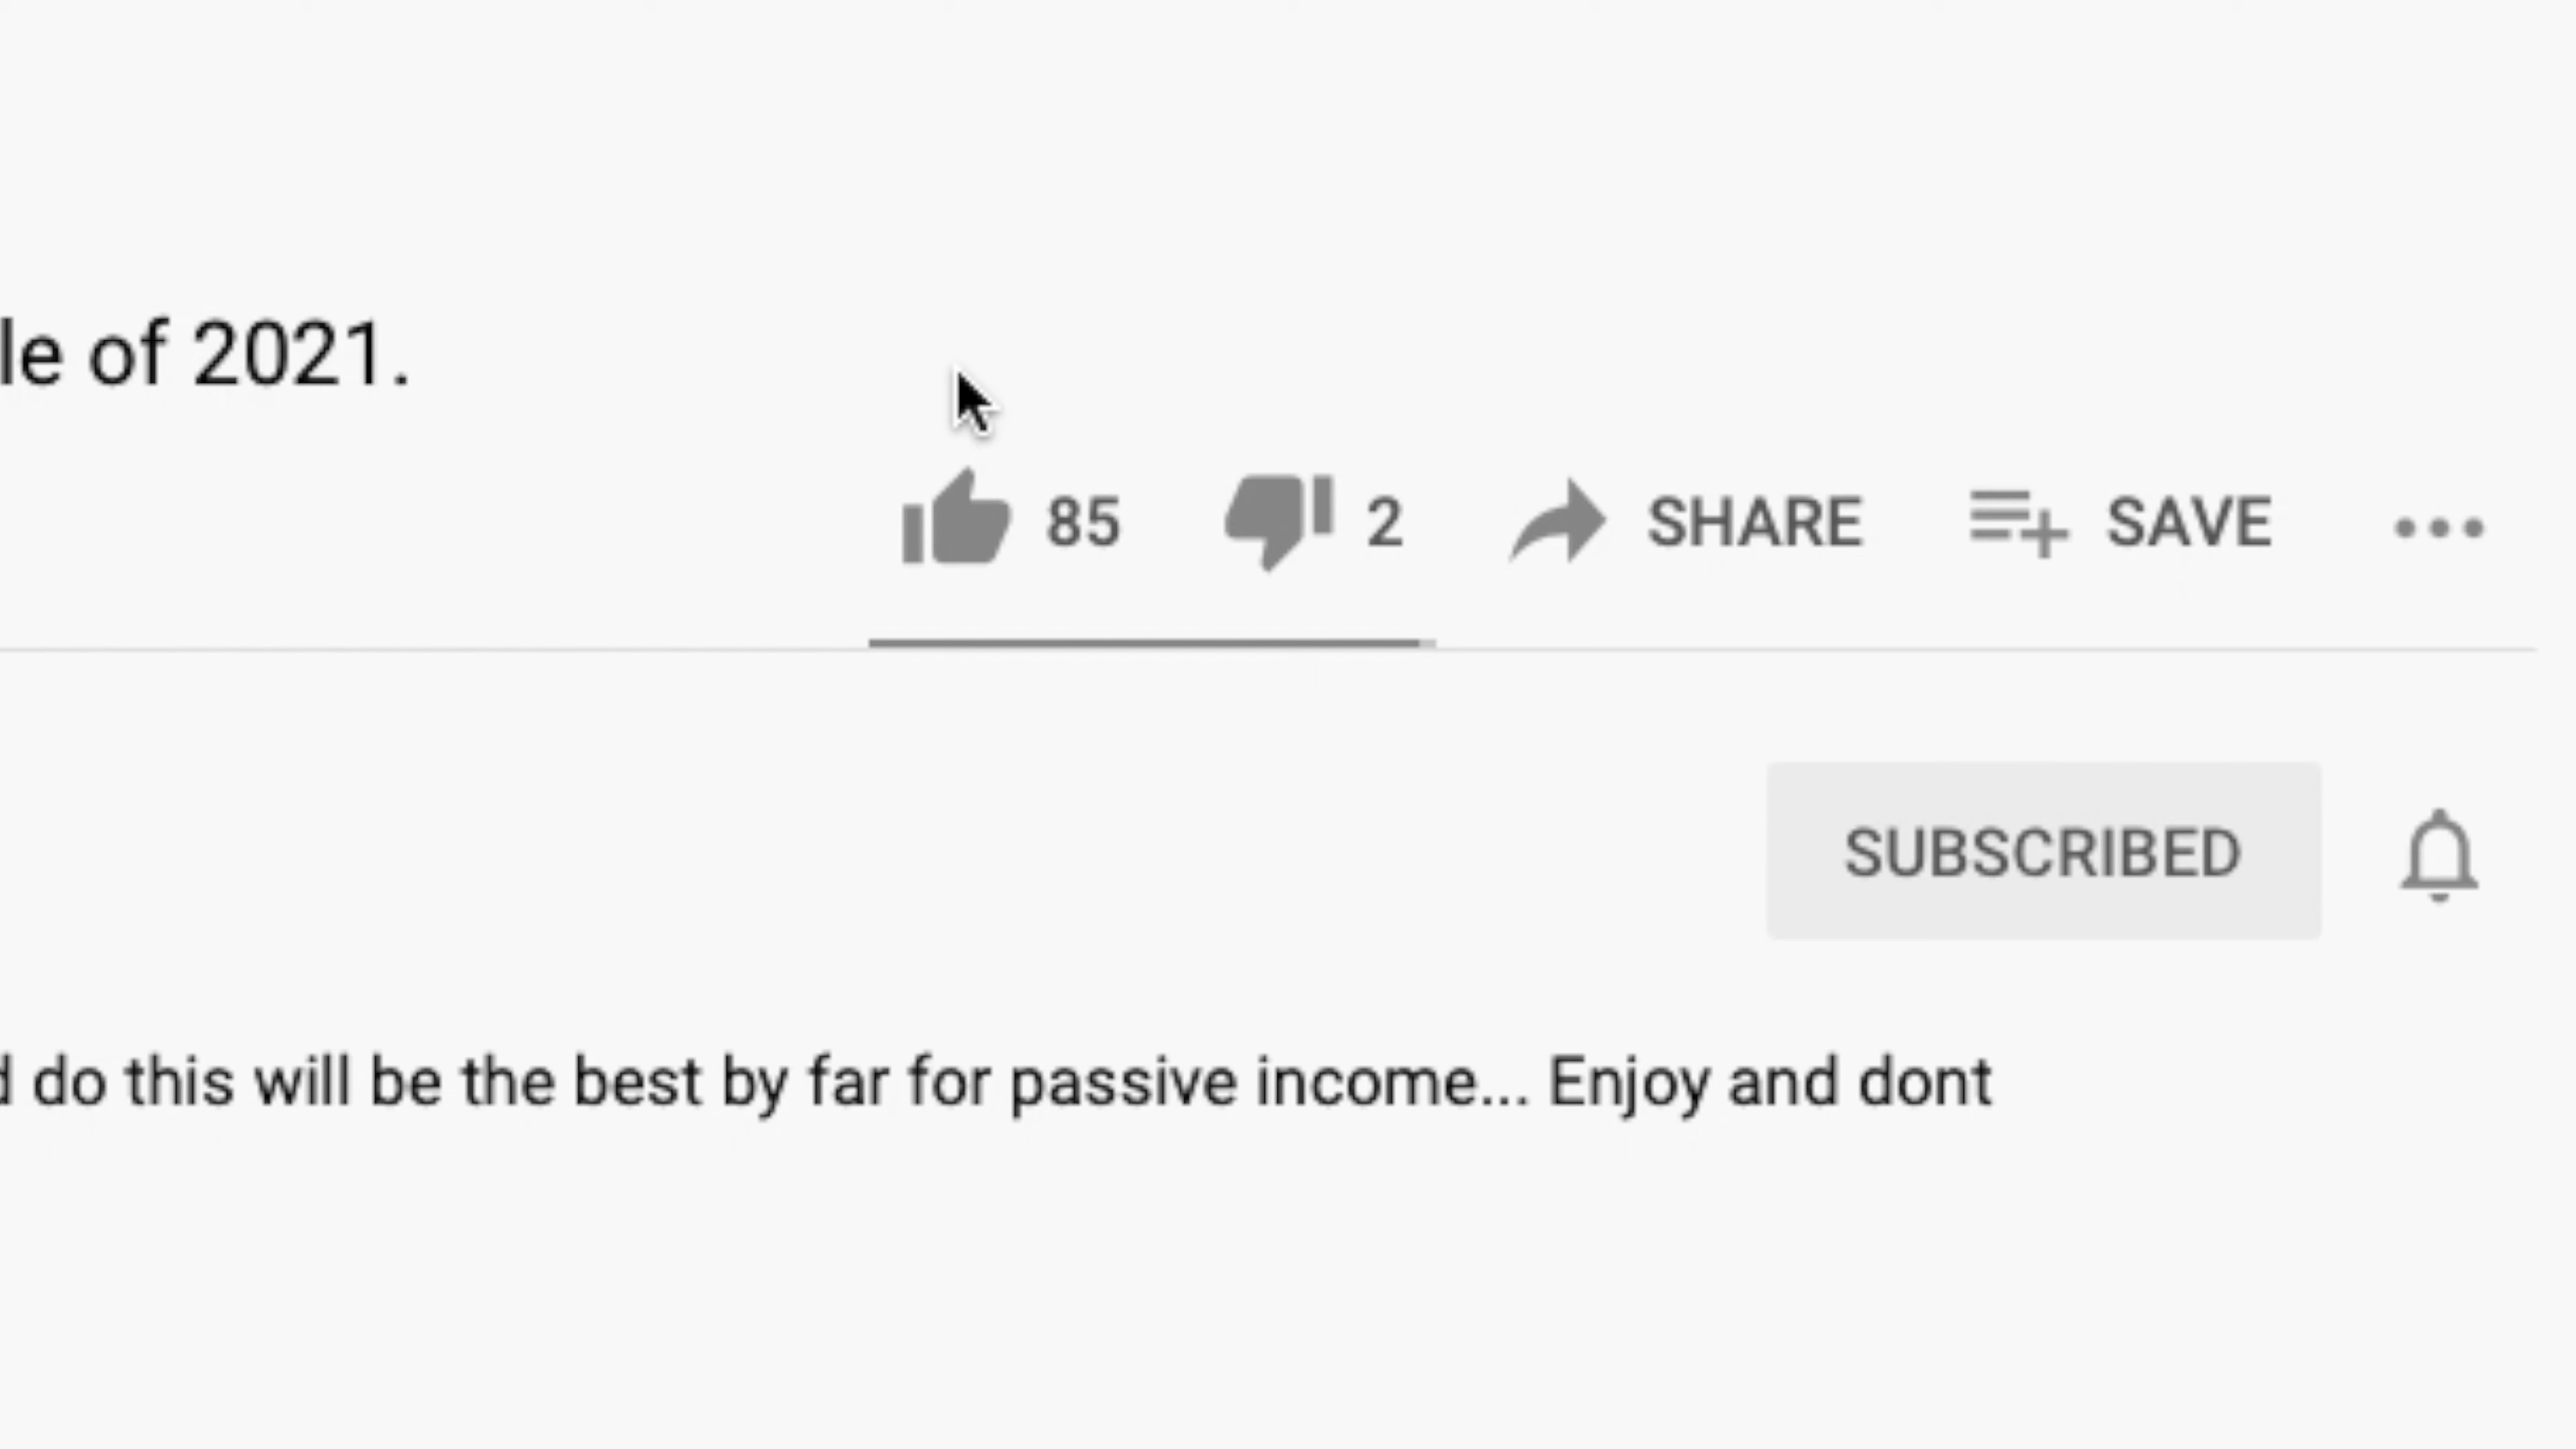 le of 2021.
85 2 SHARE SAVE
SUBSCRIBED
do this will be the best by far for passive income... Enjoy and dont